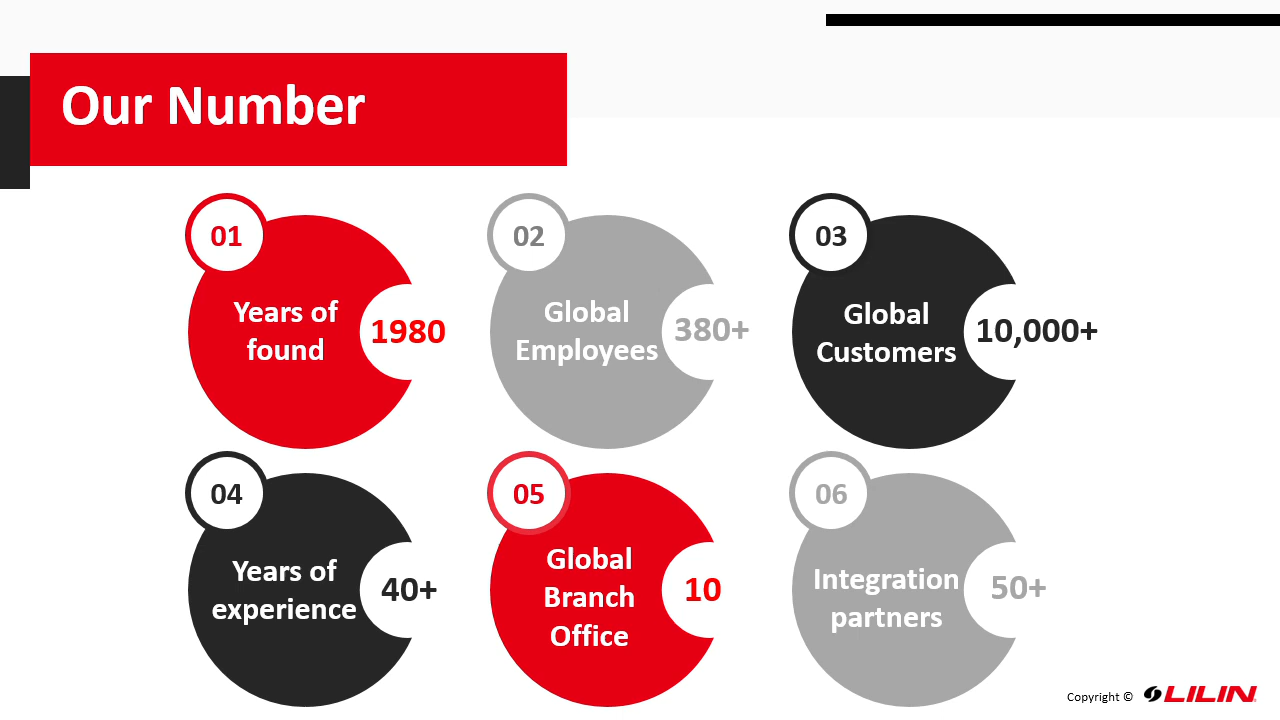 Our Number
01
Years of
found
1980
02
Global
Employees
380+
03
Global
Customers
10,000+
04
Years of
experience
40+
05
Global
Branch
Office
10
06
Integration
partners
50+
Copyright © LILIN